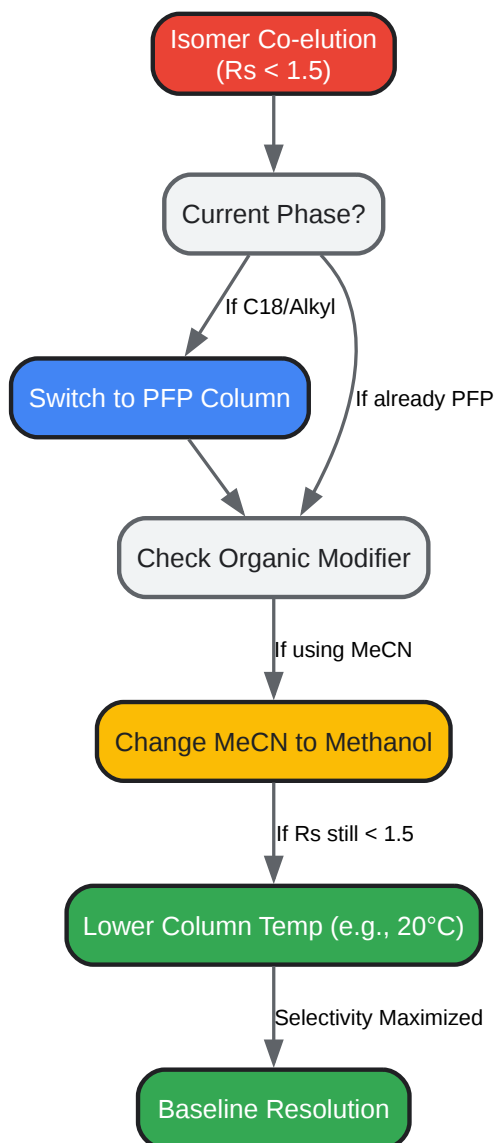 Isomer Co-elution
(Rs < 1.5)
Current Phase?
If C18/Alkyl
Switch to PFP Column
If already PFP
Check Organic Modifier
If using MeCN
Change MeCN to Methanol
If Rs still < 1.5
Lower Column Temp (e.g., 20°C)
Selectivity Maximized
Baseline Resolution